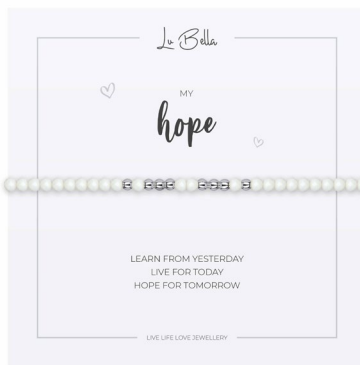 Lu Bella
MY
hope
LEARN FROM YESTERDAY
LIVE FOR TODAY
HOPE FOR TOMORROW
LIVE LIFE LOVE JEWELLERY